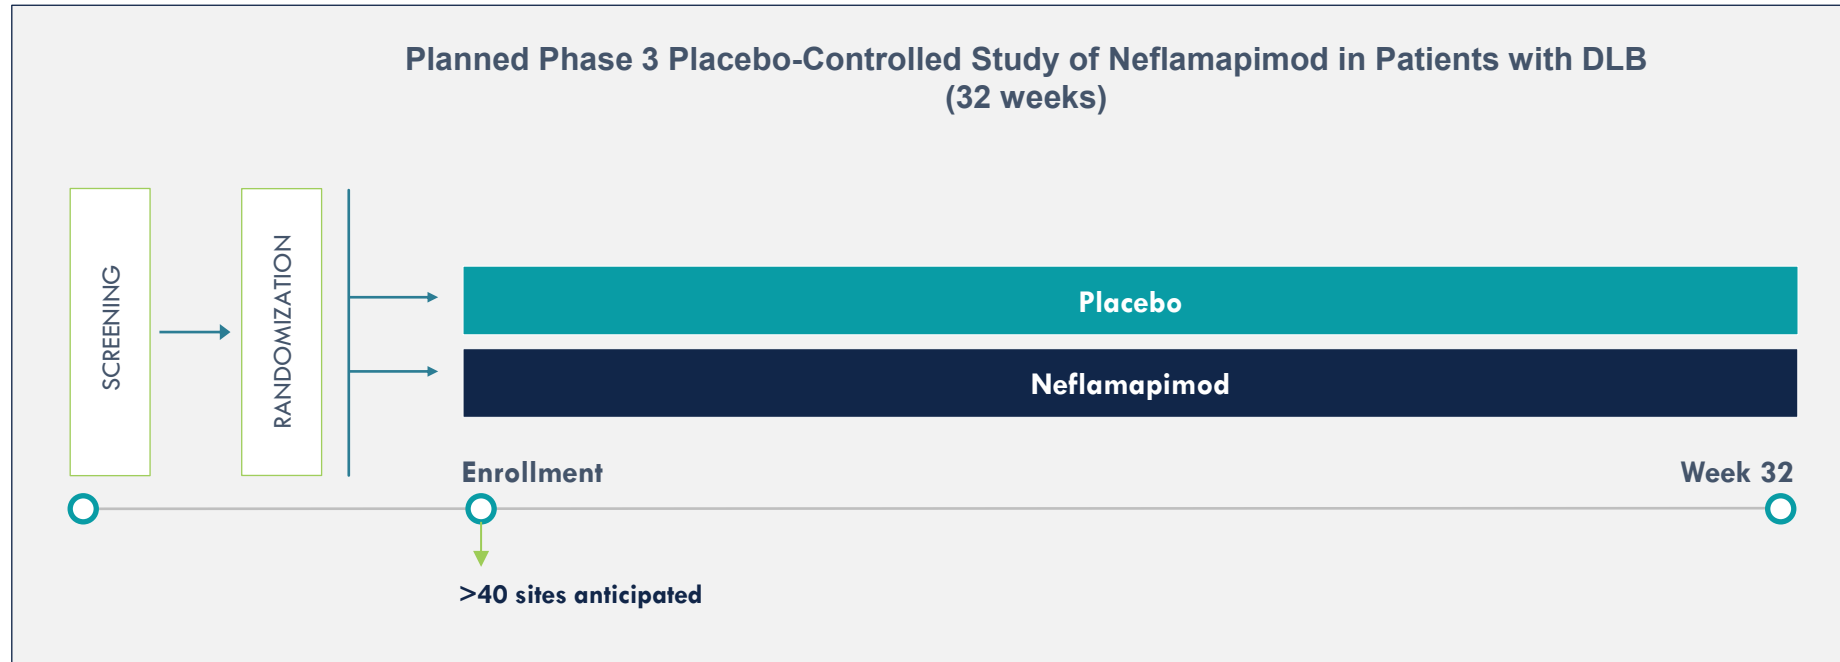 Planned Phase 3 Placebo-Controlled Study of Neflamapimod in Patients with DLB
(32 weeks)
SCREENING
RANDOMIZATION
Placebo
Neflamapimod
Enrollment
Week 32
>40 sites anticipated